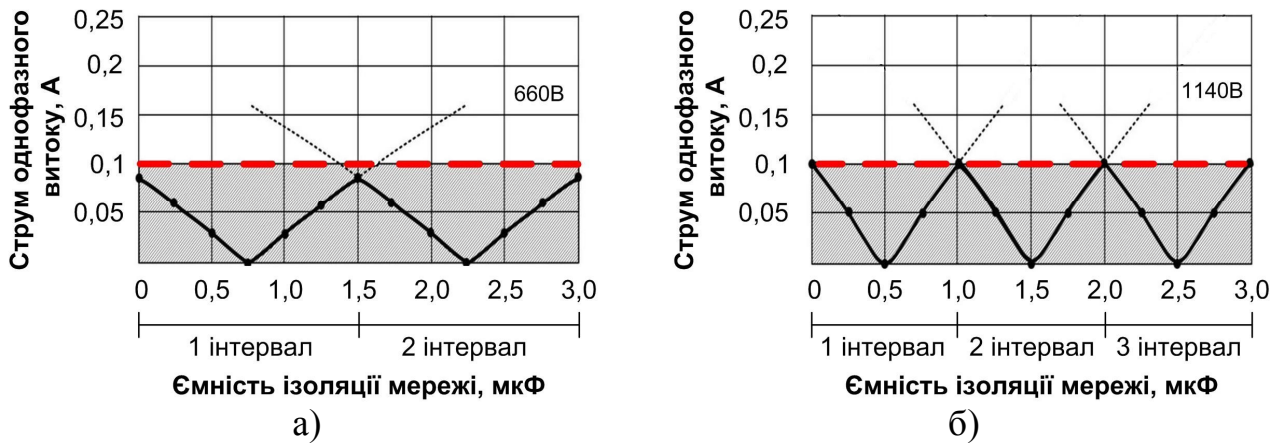 Струм однофазного
витоку, А
0,25
0,2
0,15
0,1
0,05
660В
0 0,5 1,0 1,5 2,0 2,5 3,0
1 інтервал 2 інтервал
Ємність ізоляції мережі, мкФ
а)
Струм однофазного
витоку, А
0,25
0,2
0,15
0,1
0,05
1140В
0 0,5 1,0 1,5 2,0 2,5 3,0
1 інтервал 2 інтервал 3 інтервал
Ємність ізоляції мережі, мкФ
б)